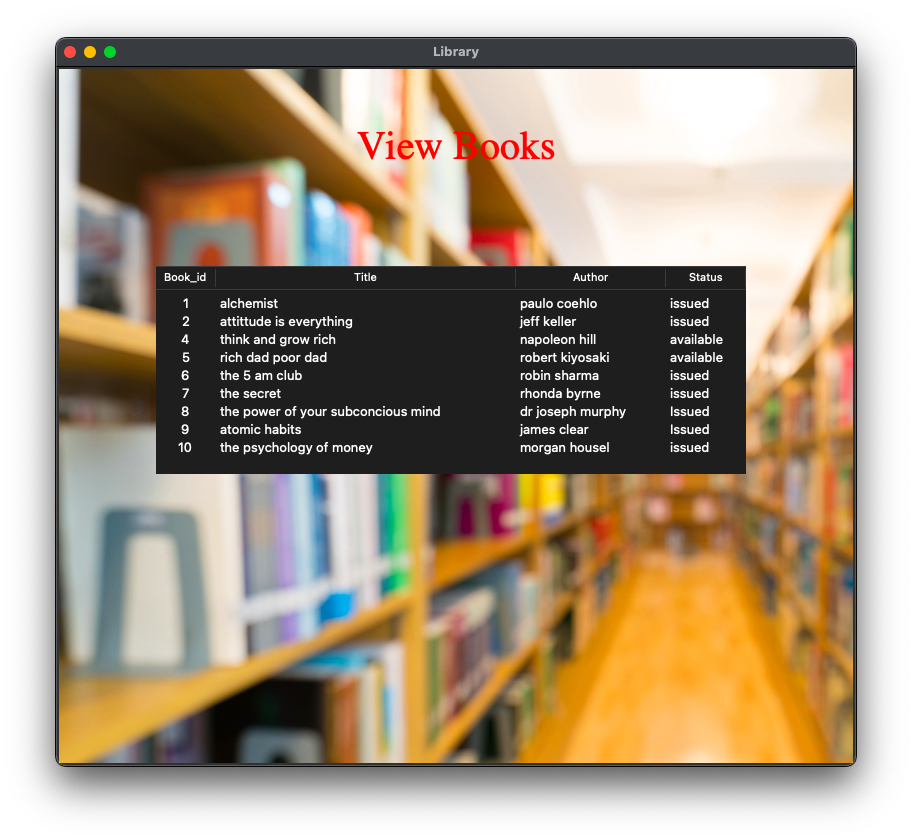 Library
View Books
Book_id Title Author Status
1 alchemist paulo coehlo issued
2 attittude is everything jeff keller issued
4 think and grow rich napoleon hill available
5 rich dad poor dad robert kiyosaki available
6 the 5 am club robin sharma issued
7 the secret rhonda byrne issued
8 the power of your subconcious mind dr joseph murphy Issued
9 atomic habits james clear Issued
10 the psychology of money morgan housel issued